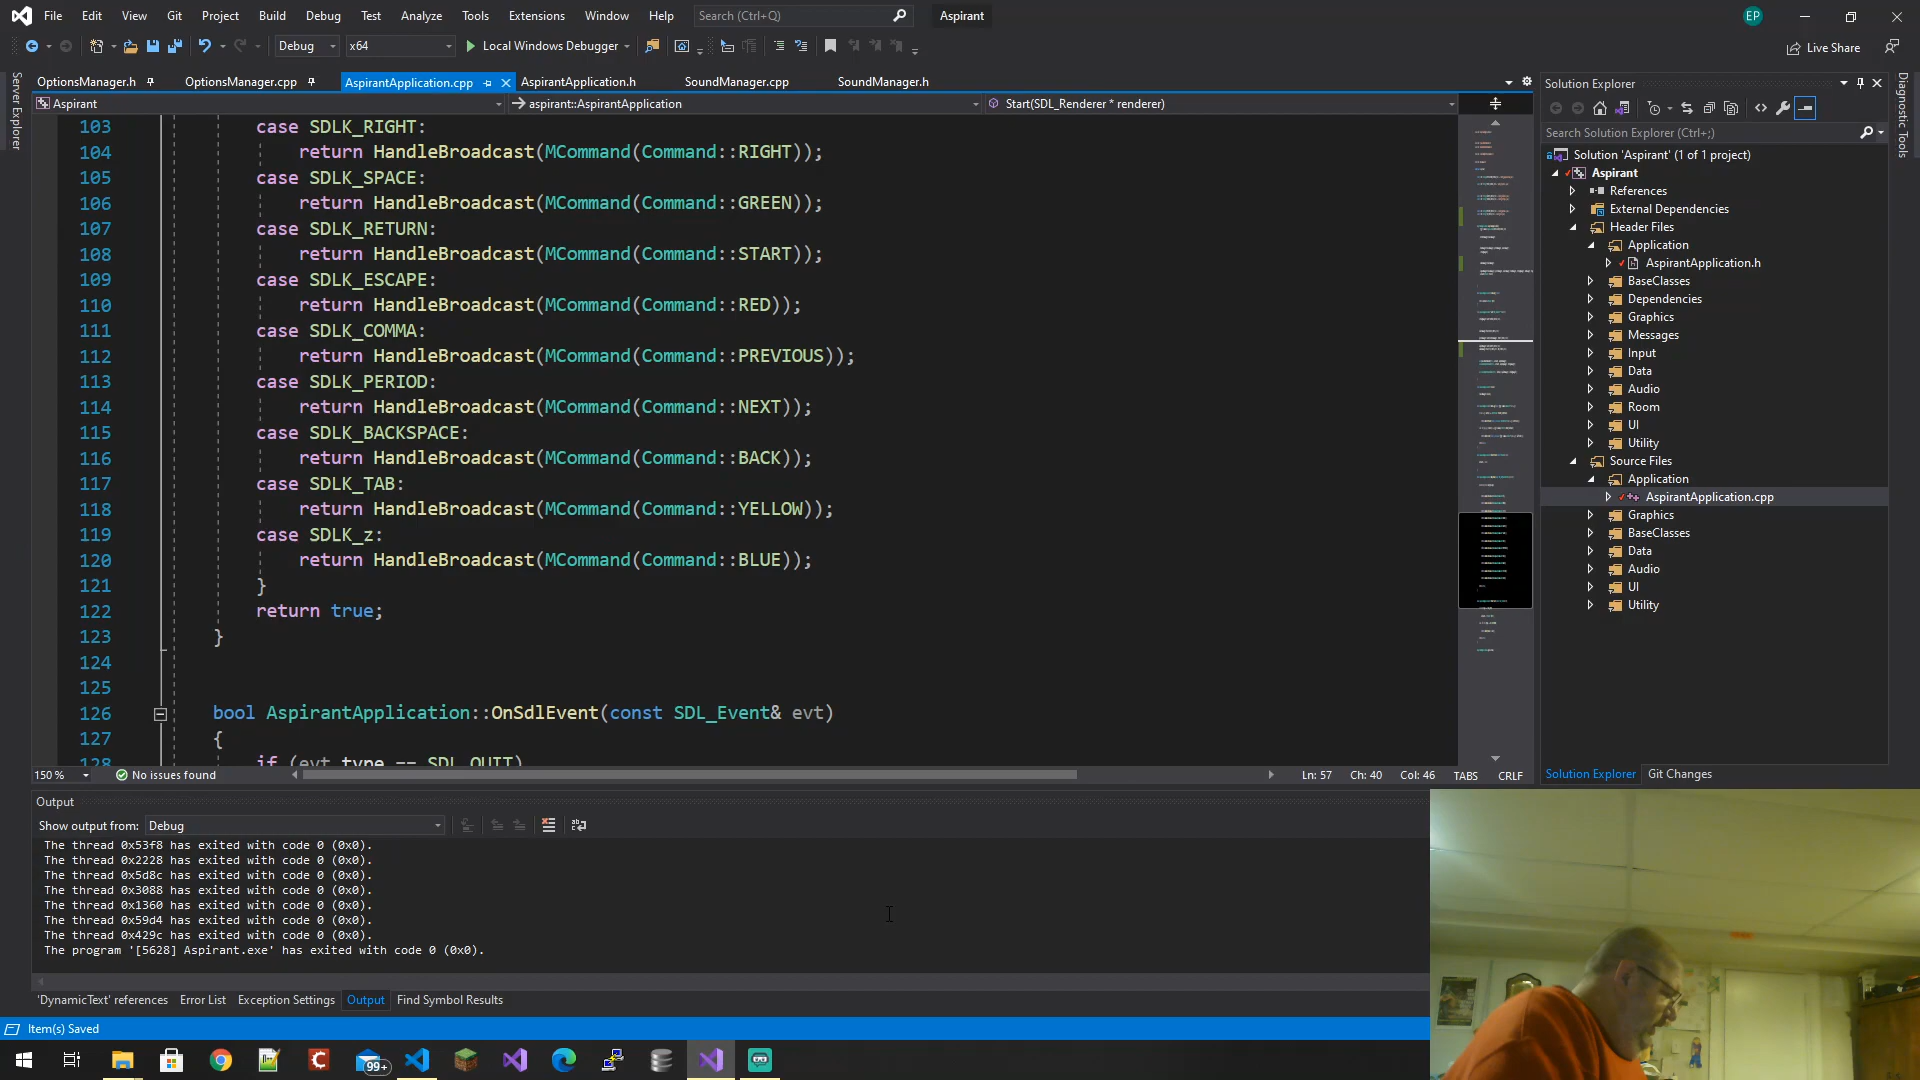 File Edit View Git Project Build Debug Test Analyze Tools Extensions Window Help Search (Ctrl+Q) Aspirant EP
Debug x64 Local Windows Debugger Live Share
OptionsManager.h OptionsManager.cpp AspirantApplication.cpp AspirantApplication.h SoundManager.cpp SoundManager.h
Aspirant aspirant::AspirantApplication Start(SDL_Renderer * renderer)
Server Explorer
103 case SDLK_RIGHT:
104 return HandleBroadcast(MCommand(Command::RIGHT));
105 case SDLK_SPACE:
106 return HandleBroadcast(MCommand(Command::GREEN));
107 case SDLK_RETURN:
108 return HandleBroadcast(MCommand(Command::START));
109 case SDLK_ESCAPE:
110 return HandleBroadcast(MCommand(Command::RED));
111 case SDLK_COMMA:
112 return HandleBroadcast(MCommand(Command::PREVIOUS));
113 case SDLK_PERIOD:
114 return HandleBroadcast(MCommand(Command::NEXT));
115 case SDLK_BACKSPACE:
116 return HandleBroadcast(MCommand(Command::BACK));
117 case SDLK_TAB:
118 return HandleBroadcast(MCommand(Command::YELLOW));
119 case SDLK_z:
120 return HandleBroadcast(MCommand(Command::BLUE));
121 }
122 return true;
123 }
124
125
126 bool AspirantApplication::OnSdlEvent(const SDL_Event& evt)
127 {
128 if (evt.type == SDL_QUIT)
150 % No issues found Ln: 57 Ch: 40 Col: 46 TABS CRLF
Solution Explorer
Search Solution Explorer (Ctrl+;)
Solution 'Aspirant' (1 of 1 project)
Aspirant
References
External Dependencies
Header Files
Application
AspirantApplication.h
BaseClasses
Dependencies
Graphics
Messages
Input
Data
Audio
Room
UI
Utility
Source Files
Application
AspirantApplication.cpp
Graphics
BaseClasses
Data
Audio
UI
Utility
Solution Explorer Git Changes
Diagnostic Tools
Output
Show output from: Debug
The thread 0x53f8 has exited with code 0 (0x0).
The thread 0x2228 has exited with code 0 (0x0).
The thread 0x5d8c has exited with code 0 (0x0).
The thread 0x3088 has exited with code 0 (0x0).
The thread 0x1360 has exited with code 0 (0x0).
The thread 0x59d4 has exited with code 0 (0x0).
The thread 0x429c has exited with code 0 (0x0).
The program '[5628] Aspirant.exe' has exited with code 0 (0x0).
'DynamicText' references Error List Exception Settings Output Find Symbol Results
Item(s) Saved
99+